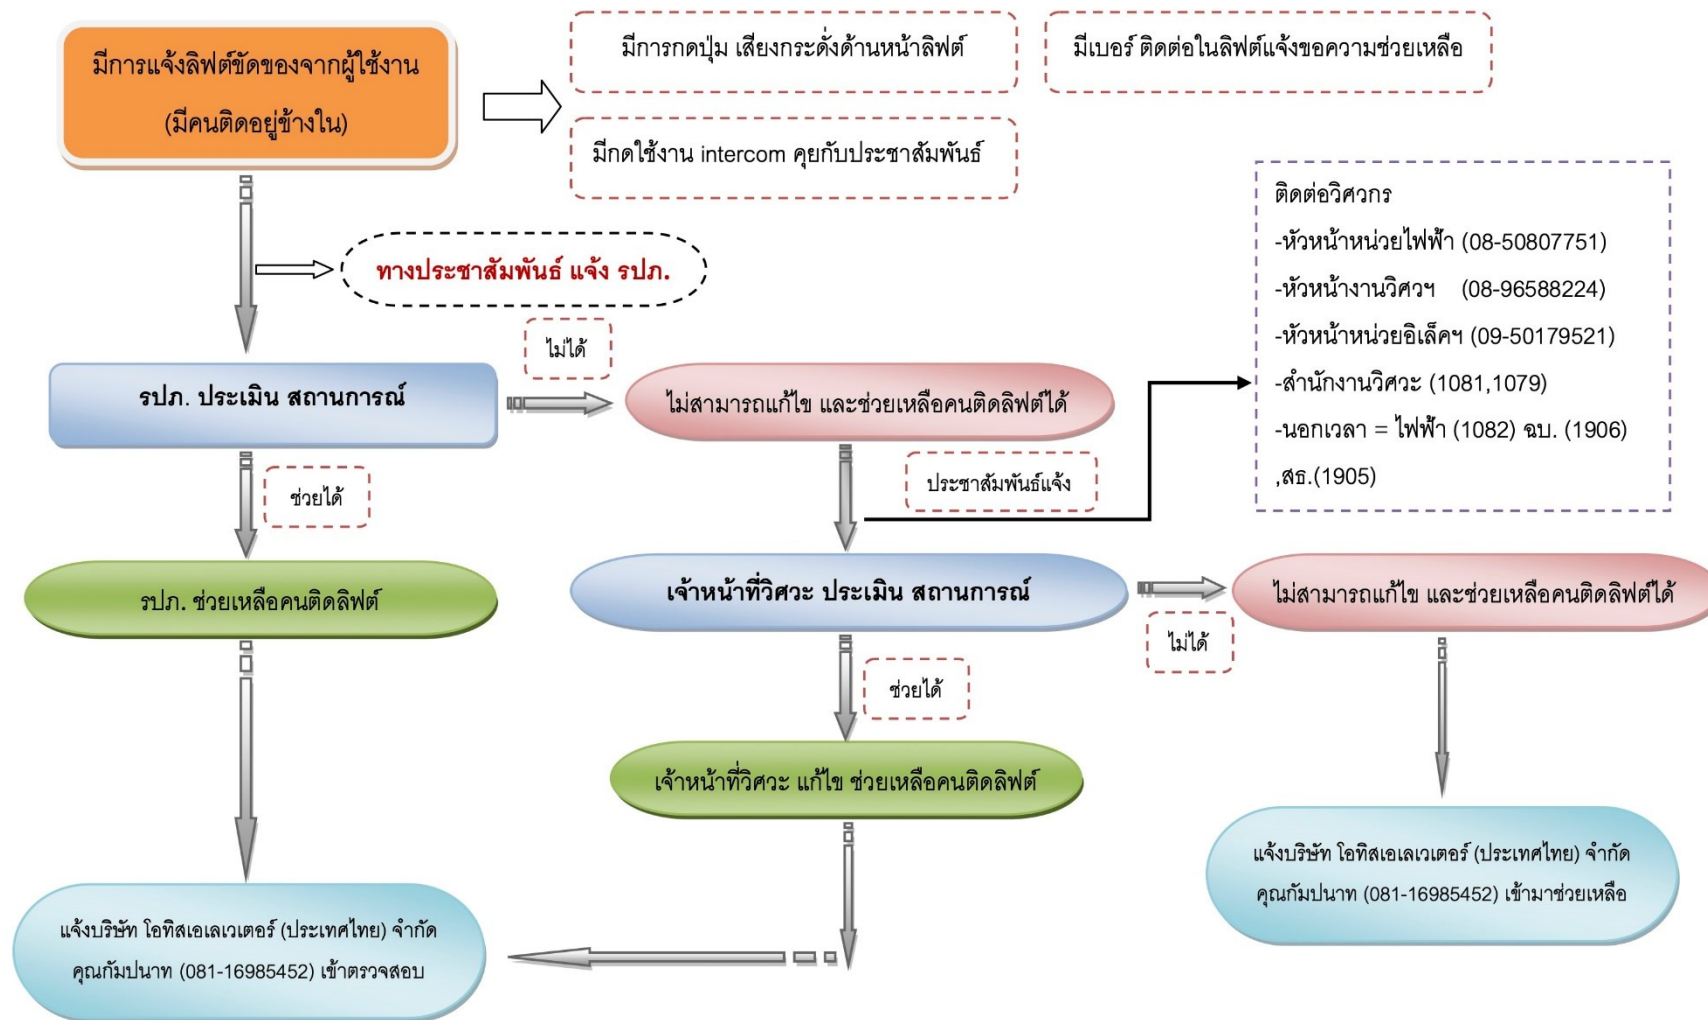 มีการแจ้งลิฟต์ขัดของจากผู้ใช้งาน
(มีคนติดอยู่ข้างใน)
มีการกดปุ่ม เสียงกระดั่งด้านหน้าลิฟต์
มีเบอร์ ติดต่อในลิฟต์แจ้งขอความช่วยเหลือ
มีกดใช้งาน intercom คุยกับประชาสัมพันธ์
ทางประชาสัมพันธ์ แจ้ง รปภ.
ติดต่อวิศวกร
-หัวหน้าหน่วยไฟฟ้า (08-50807751)
-หัวหน้างานวิศวฯ (08-96588224)
-หัวหน้าหน่วยอิเล็คฯ (09-50179521)
-สำนักงานวิศวะ (1081,1079)
-นอกเวลา = ไฟฟ้า (1082) ฉบ. (1906)
,สธ.(1905)
รปภ. ประเมิน สถานการณ์
ไม่ได้
ไม่สามารถแก้ไข และช่วยเหลือคนติดลิฟต์ได้
ช่วยได้
ประชาสัมพันธ์แจ้ง
รปภ. ช่วยเหลือคนติดลิฟต์
เจ้าหน้าที่วิศวะ ประเมิน สถานการณ์
ไม่ได้
ไม่สามารถแก้ไข และช่วยเหลือคนติดลิฟต์ได้
ช่วยได้
เจ้าหน้าที่วิศวะ แก้ไข ช่วยเหลือคนติดลิฟต์
แจ้งบริษัท โอทิสเอเลเวเตอร์ (ประเทศไทย) จำกัด
คุณกัมปนาท (081-16985452) เข้ามาช่วยเหลือ
แจ้งบริษัท โอทิสเอเลเวเตอร์ (ประเทศไทย) จำกัด
คุณกัมปนาท (081-16985452) เข้าตรวจสอบ